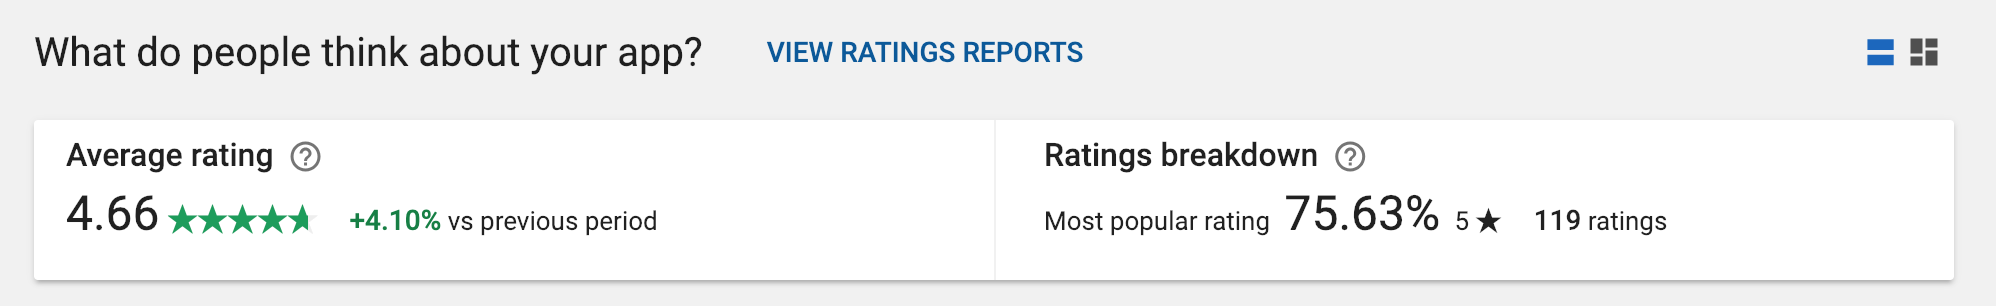 What do people think about your app? VIEW RATINGS REPORTS
Average rating ?
4.66 ★★★★★ +4.10% vs previous period
Ratings breakdown ?
Most popular rating 75.63% 5 ★ 119 ratings